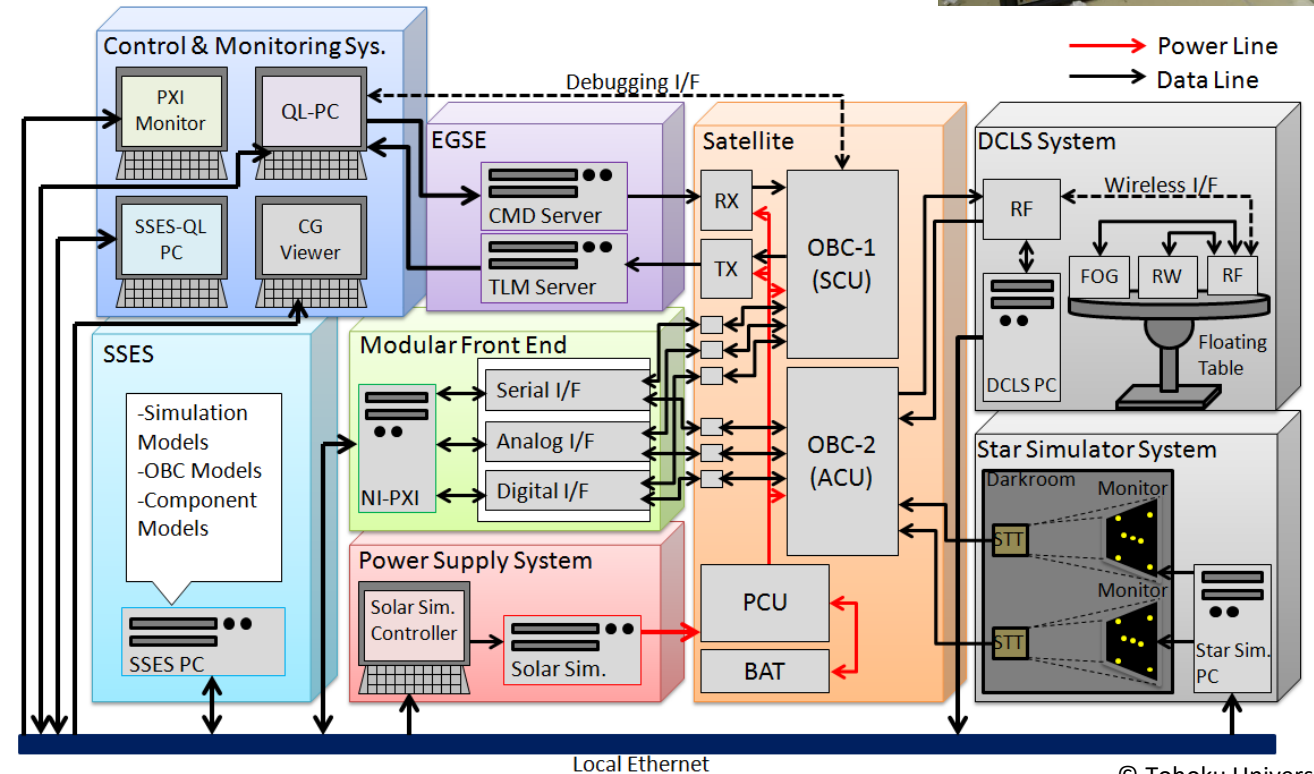 Power Line
Data Line
Control & Monitoring Sys.
PXI
Monitor
QL-PC
SSES-QL
PC
CG
Viewer
Debugging I/F
EGSE
CMD Server
TLM Server
Satellite
RX
TX
OBC-1
(SCU)
OBC-2
(ACU)
PCU
BAT
DCLS System
Wireless I/F
RF
FOG
RW
RF
Floating
Table
DCLS PC
SSES
-Simulation
Models
-OBC Models
-Component
Models
SSES PC
Modular Front End
Serial I/F
Analog I/F
Digital I/F
NI-PXI
Power Supply System
Solar Sim.
Controller
Solar Sim.
Star Simulator System
Darkroom
Monitor
STT
Monitor
STT
Star Sim.
PC
Local Ethernet
© Tohoku Univers